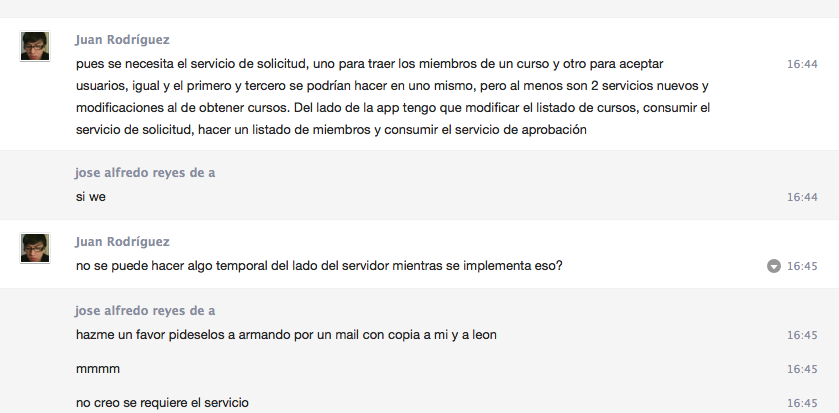 Juan Rodríguez
pues se necesita el servicio de solicitud, uno para traer los miembros de un curso y otro para aceptar
16:44
usuarios, igual y el primero y tercero se podrían hacer en uno mismo, pero al menos son 2 servicios nuevos y
modificaciones al de obtener cursos. Del lado de la app tengo que modificar el listado de cursos, consumir el
servicio de solicitud, hacer un listado de miembros y consumir el servicio de aprobación
jose alfredo reyes de a
si we
16:44
Juan Rodríguez
no se puede hacer algo temporal del lado del servidor mientras se implementa eso?
16:45
jose alfredo reyes de a
hazme un favor pideselos a armando por un mail con copia a mi y a leon
16:45
mmmm
16:45
no creo se requiere el servicio
16:45